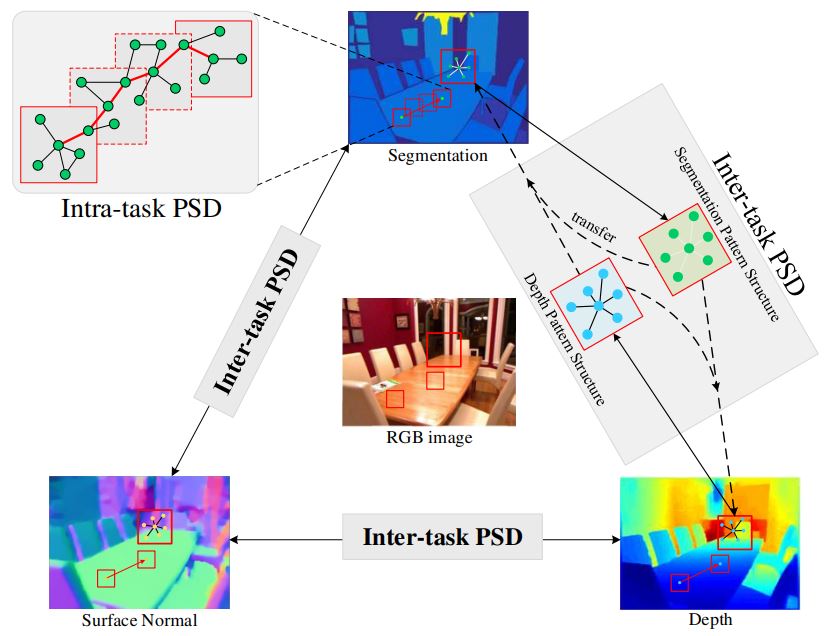 Segmentation
Intra-task PSD
Inter-task PSD
Segmentation Pattern Structure
transfer
Depth Pattern Structure
Inter-task PSD
RGB image
Inter-task PSD
Surface Normal
Depth